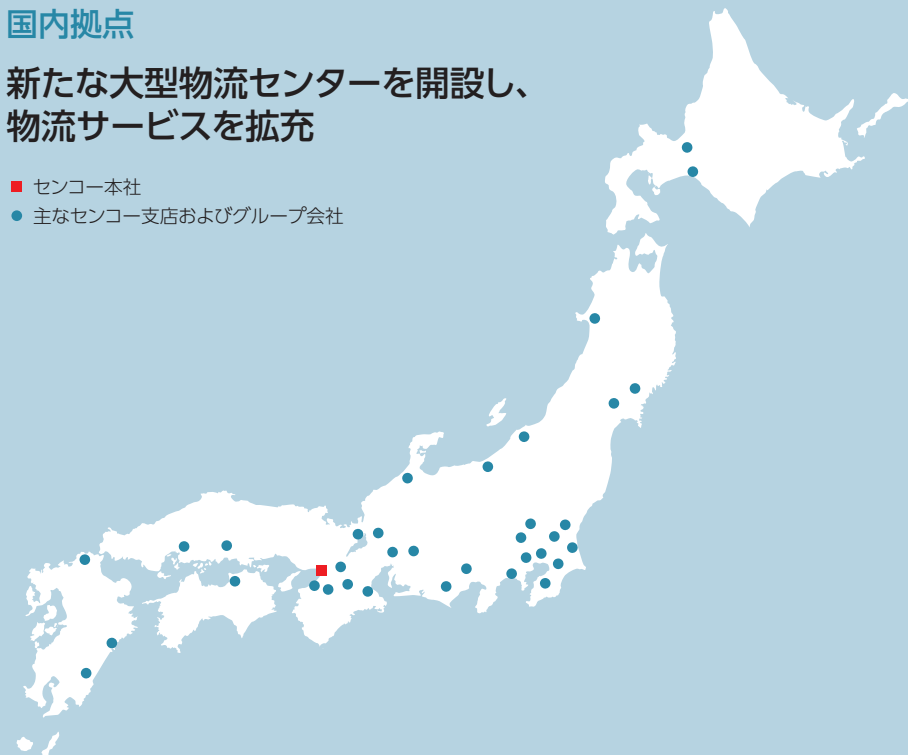 国内拠点
新たな大型物流センターを開設し、
物流サービスを拡充
センコー本社
主なセンコー支店およびグループ会社